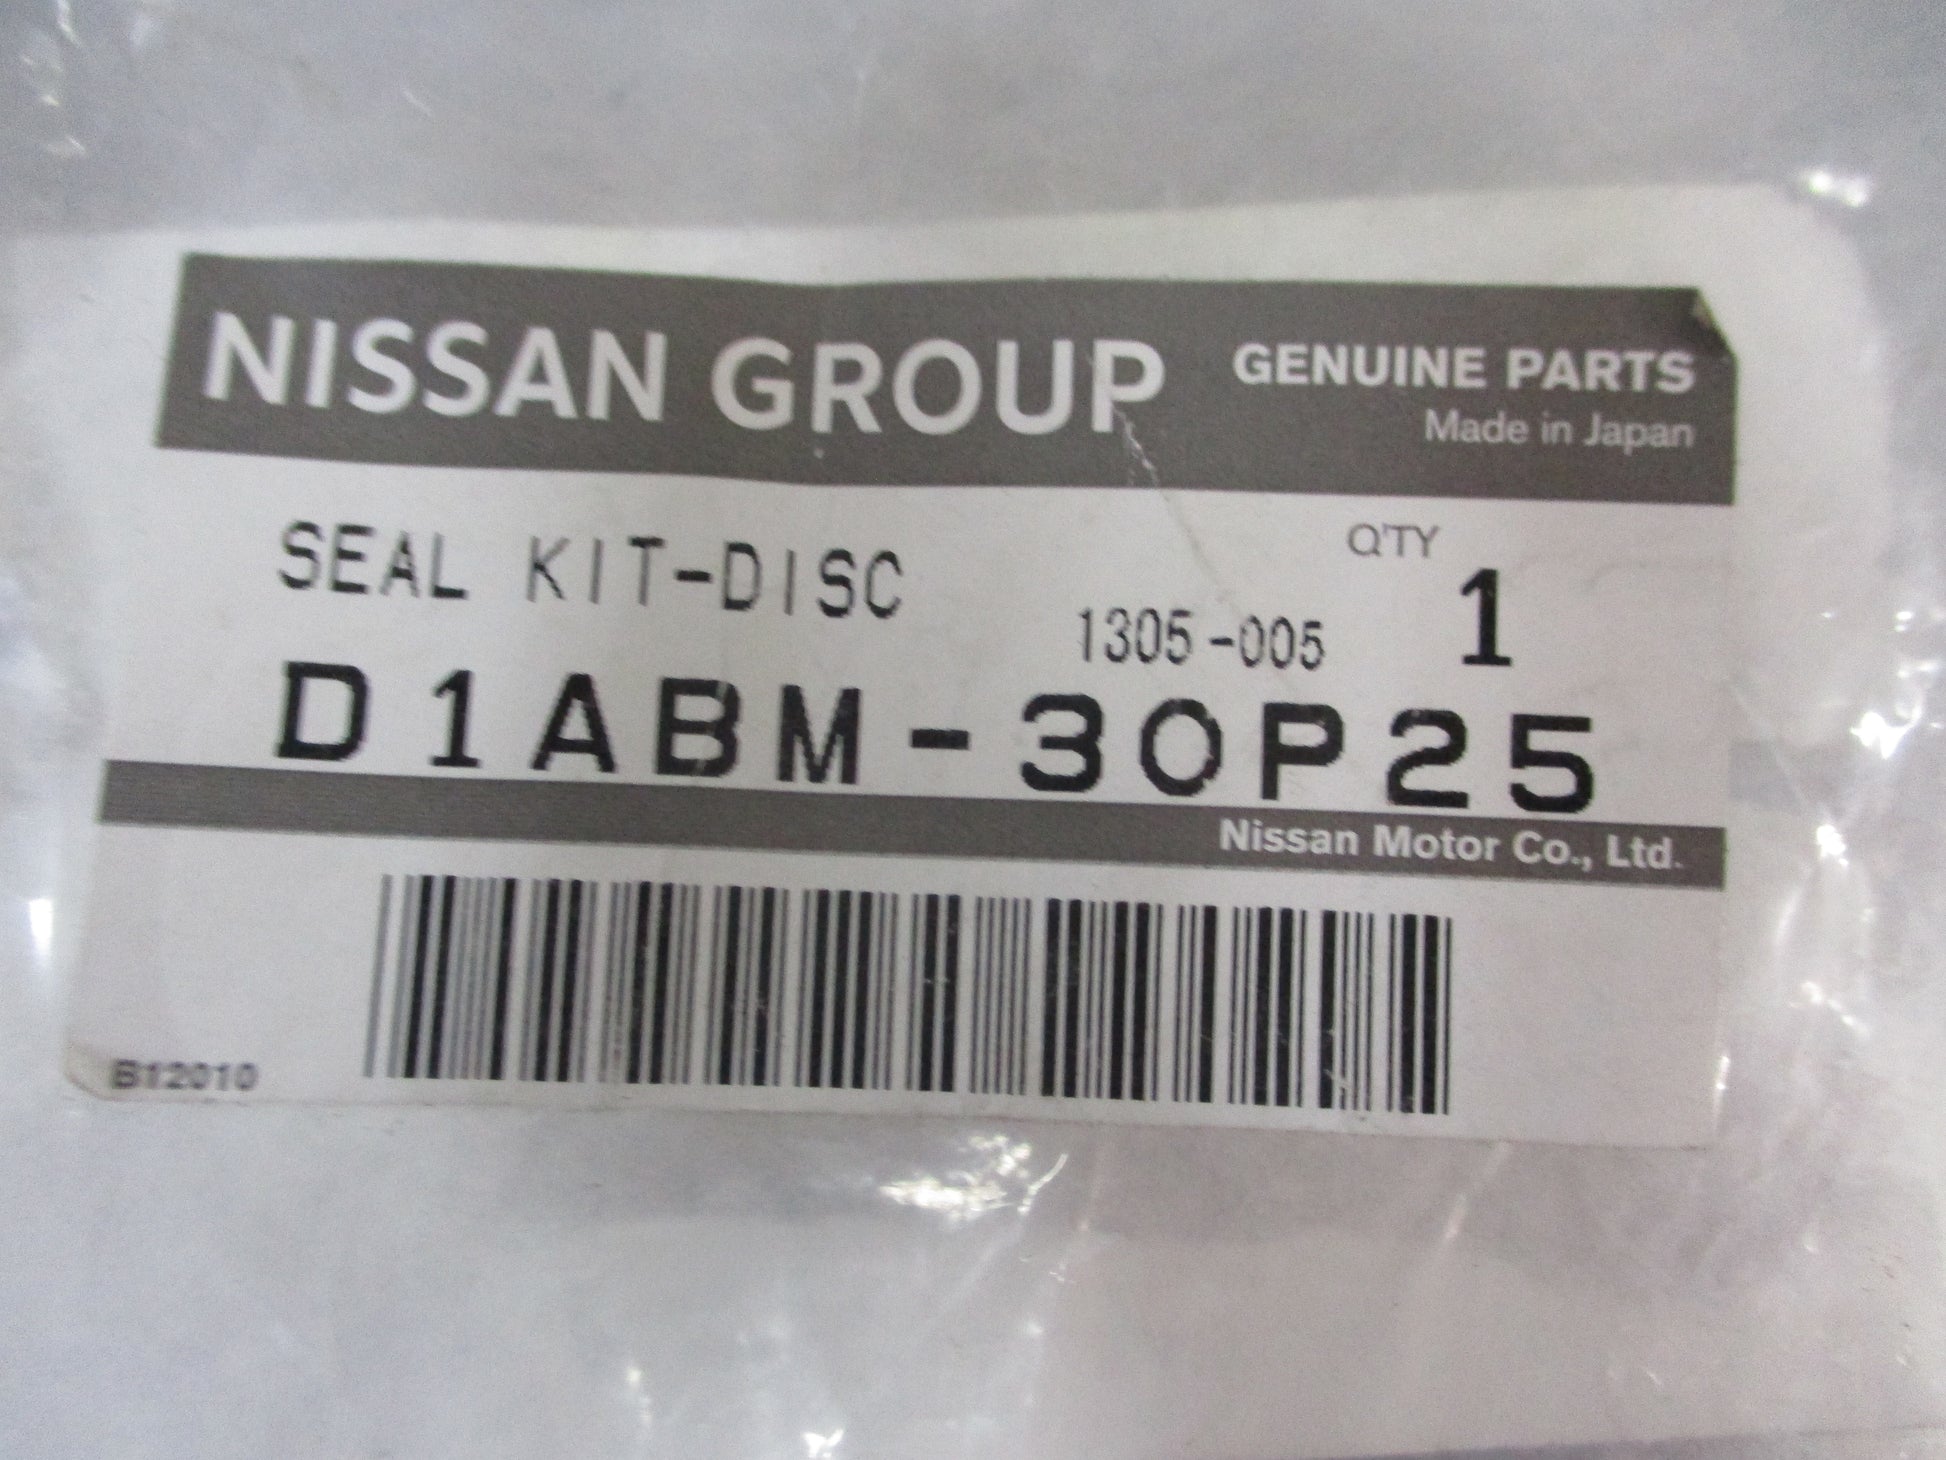 NISSAN GROUP GENUINE PARTS
Made in Japan
SEAL KIT-DISC Q'TY
1305-005 1
D1ABM-30P25
Nissan Motor Co., Ltd.
B12010